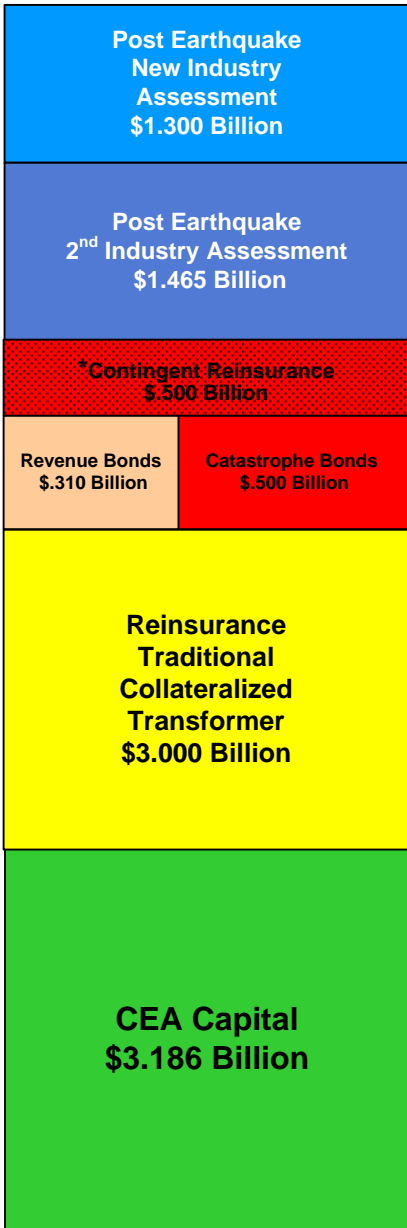 Post Earthquake
New Industry
Assessment
$1.300 Billion
Post Earthquake
2nd Industry Assessment
$1.465 Billion
*Contingent Reinsurance
$.500 Billion
Revenue Bonds
$.310 Billion
Catastrophe Bonds
$.500 Billion
Reinsurance
Traditional
Collateralized
Transformer
$3.000 Billion
CEA Capital
$3.186 Billion